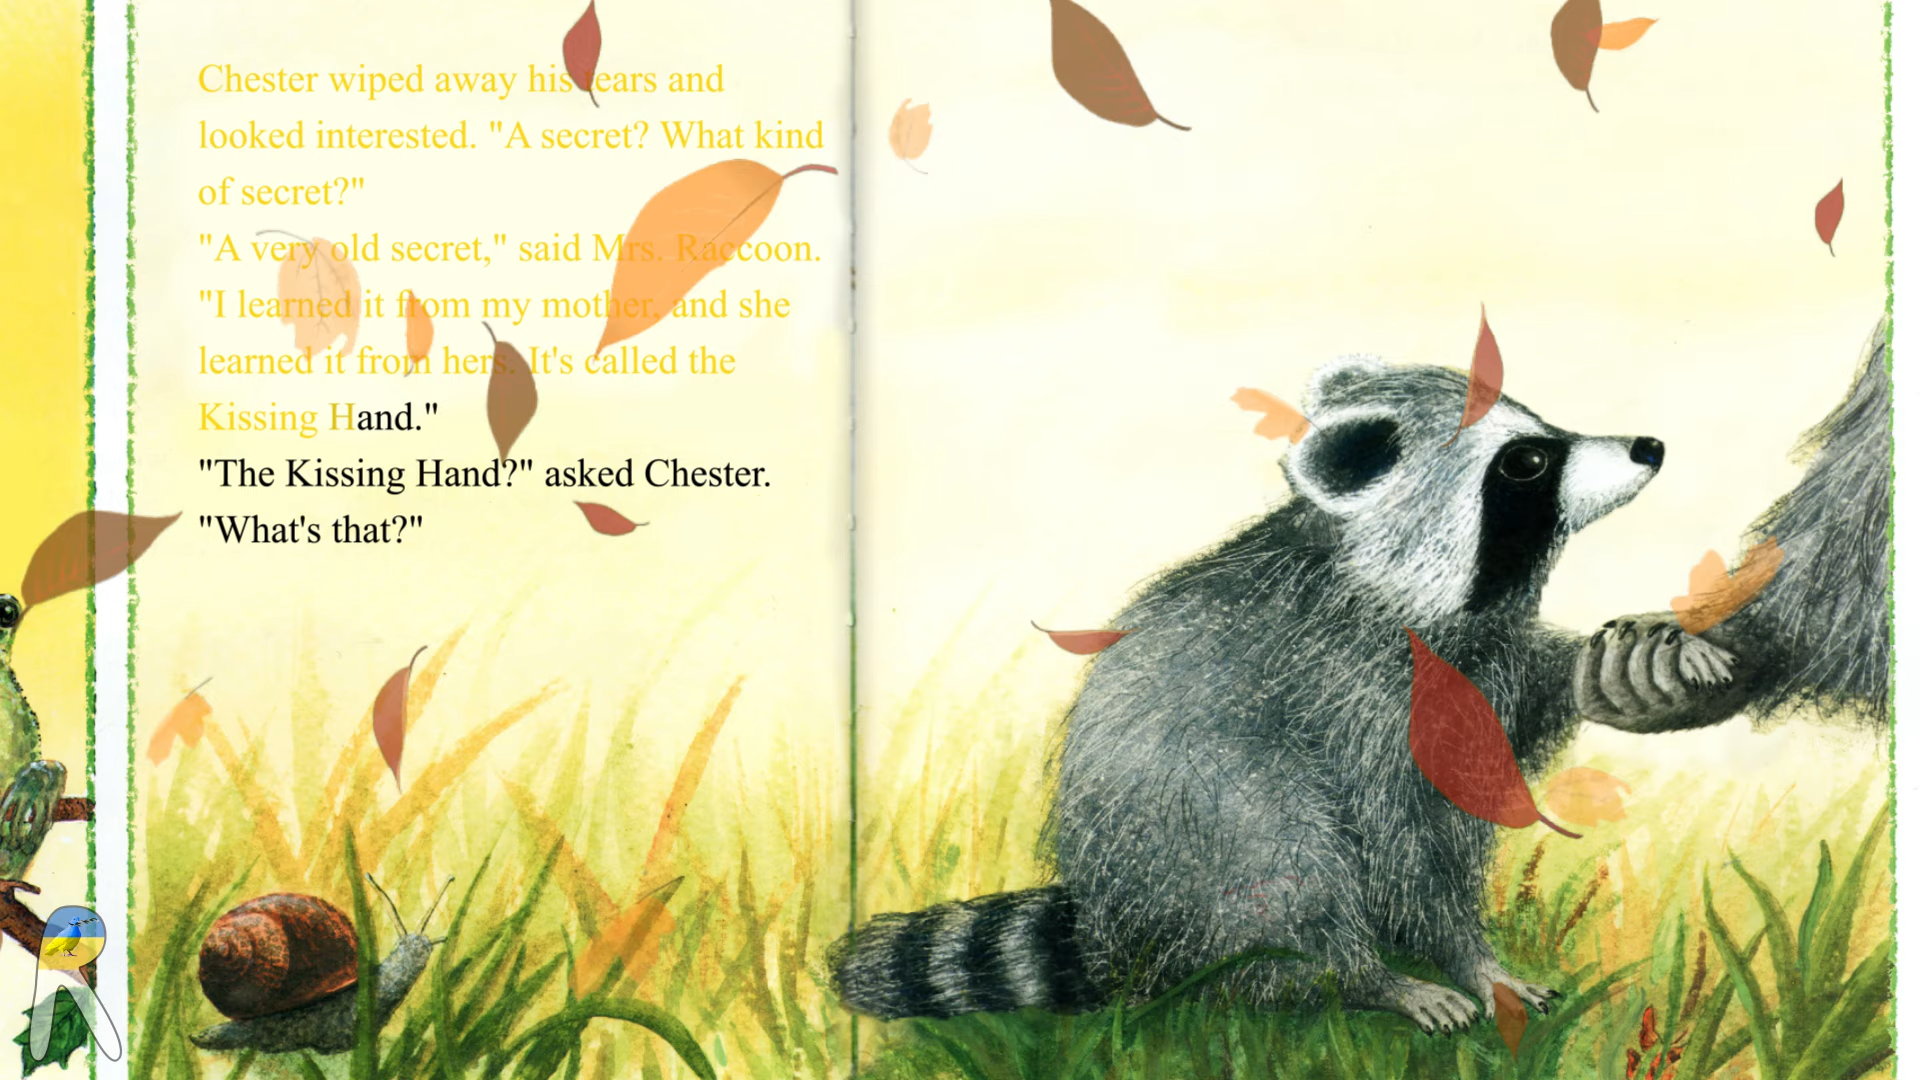 Chester wiped away his tears and
looked interested. "A secret? What kind
of secret?"
"A very old secret," said Mrs. Raccoon.
"I learned it from my mother, and she
learned it from hers. It's called the
Kissing Hand."
"The Kissing Hand?" asked Chester.
"What's that?"